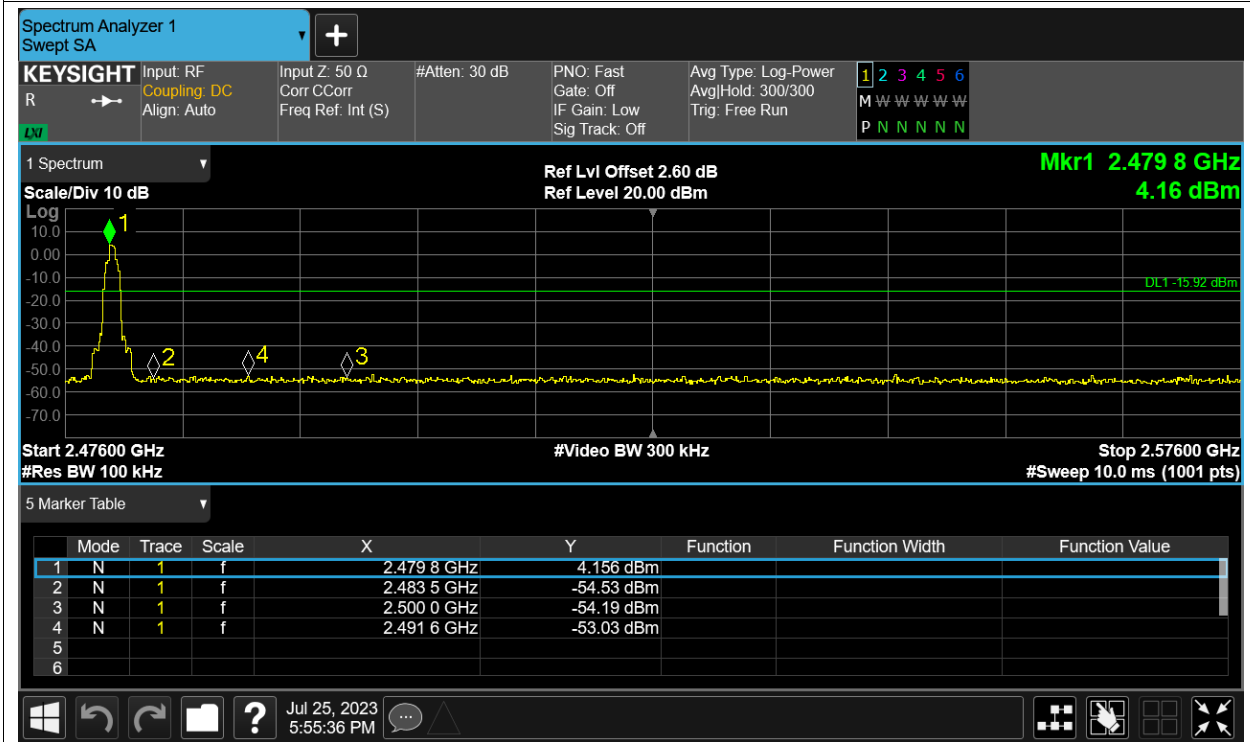 Spectrum Analyzer 1
Swept SA
+
KEYSIGHT Input: RF Input Z: 50 Ω #Atten: 30 dB PNO: Fast Avg Type: Log-Power 1 2 3 4 5 6
R Coupling: DC Corr CCorr Gate: Off Avg|Hold: 300/300 M W W W W W W
Align: Auto Freq Ref: Int (S) IF Gain: Low Trig: Free Run
LXI Sig Track: Off P N N N N N N
1 Spectrum Ref Lvl Offset 2.60 dB Mkr1 2.479 8 GHz
Scale/Div 10 dB Ref Level 20.00 dBm 4.16 dBm
Log
1
10.0
0.00
-10.0
DL1 -15.92 dBm
-20.0
-30.0
-40.0
2 4 3
-50.0
-60.0
-70.0
Start 2.47600 GHz #Video BW 300 kHz Stop 2.57600 GHz
#Res BW 100 kHz #Sweep 10.0 ms (1001 pts)
5 Marker Table
Mode Trace Scale X Y Function Function Width Function Value
1 N 1 f 2.479 8 GHz 4.156 dBm
2 N 1 f 2.483 5 GHz -54.53 dBm
3 N 1 f 2.500 0 GHz -54.19 dBm
4 N 1 f 2.491 6 GHz -53.03 dBm
5
6
? Jul 25, 2023
5:55:36 PM